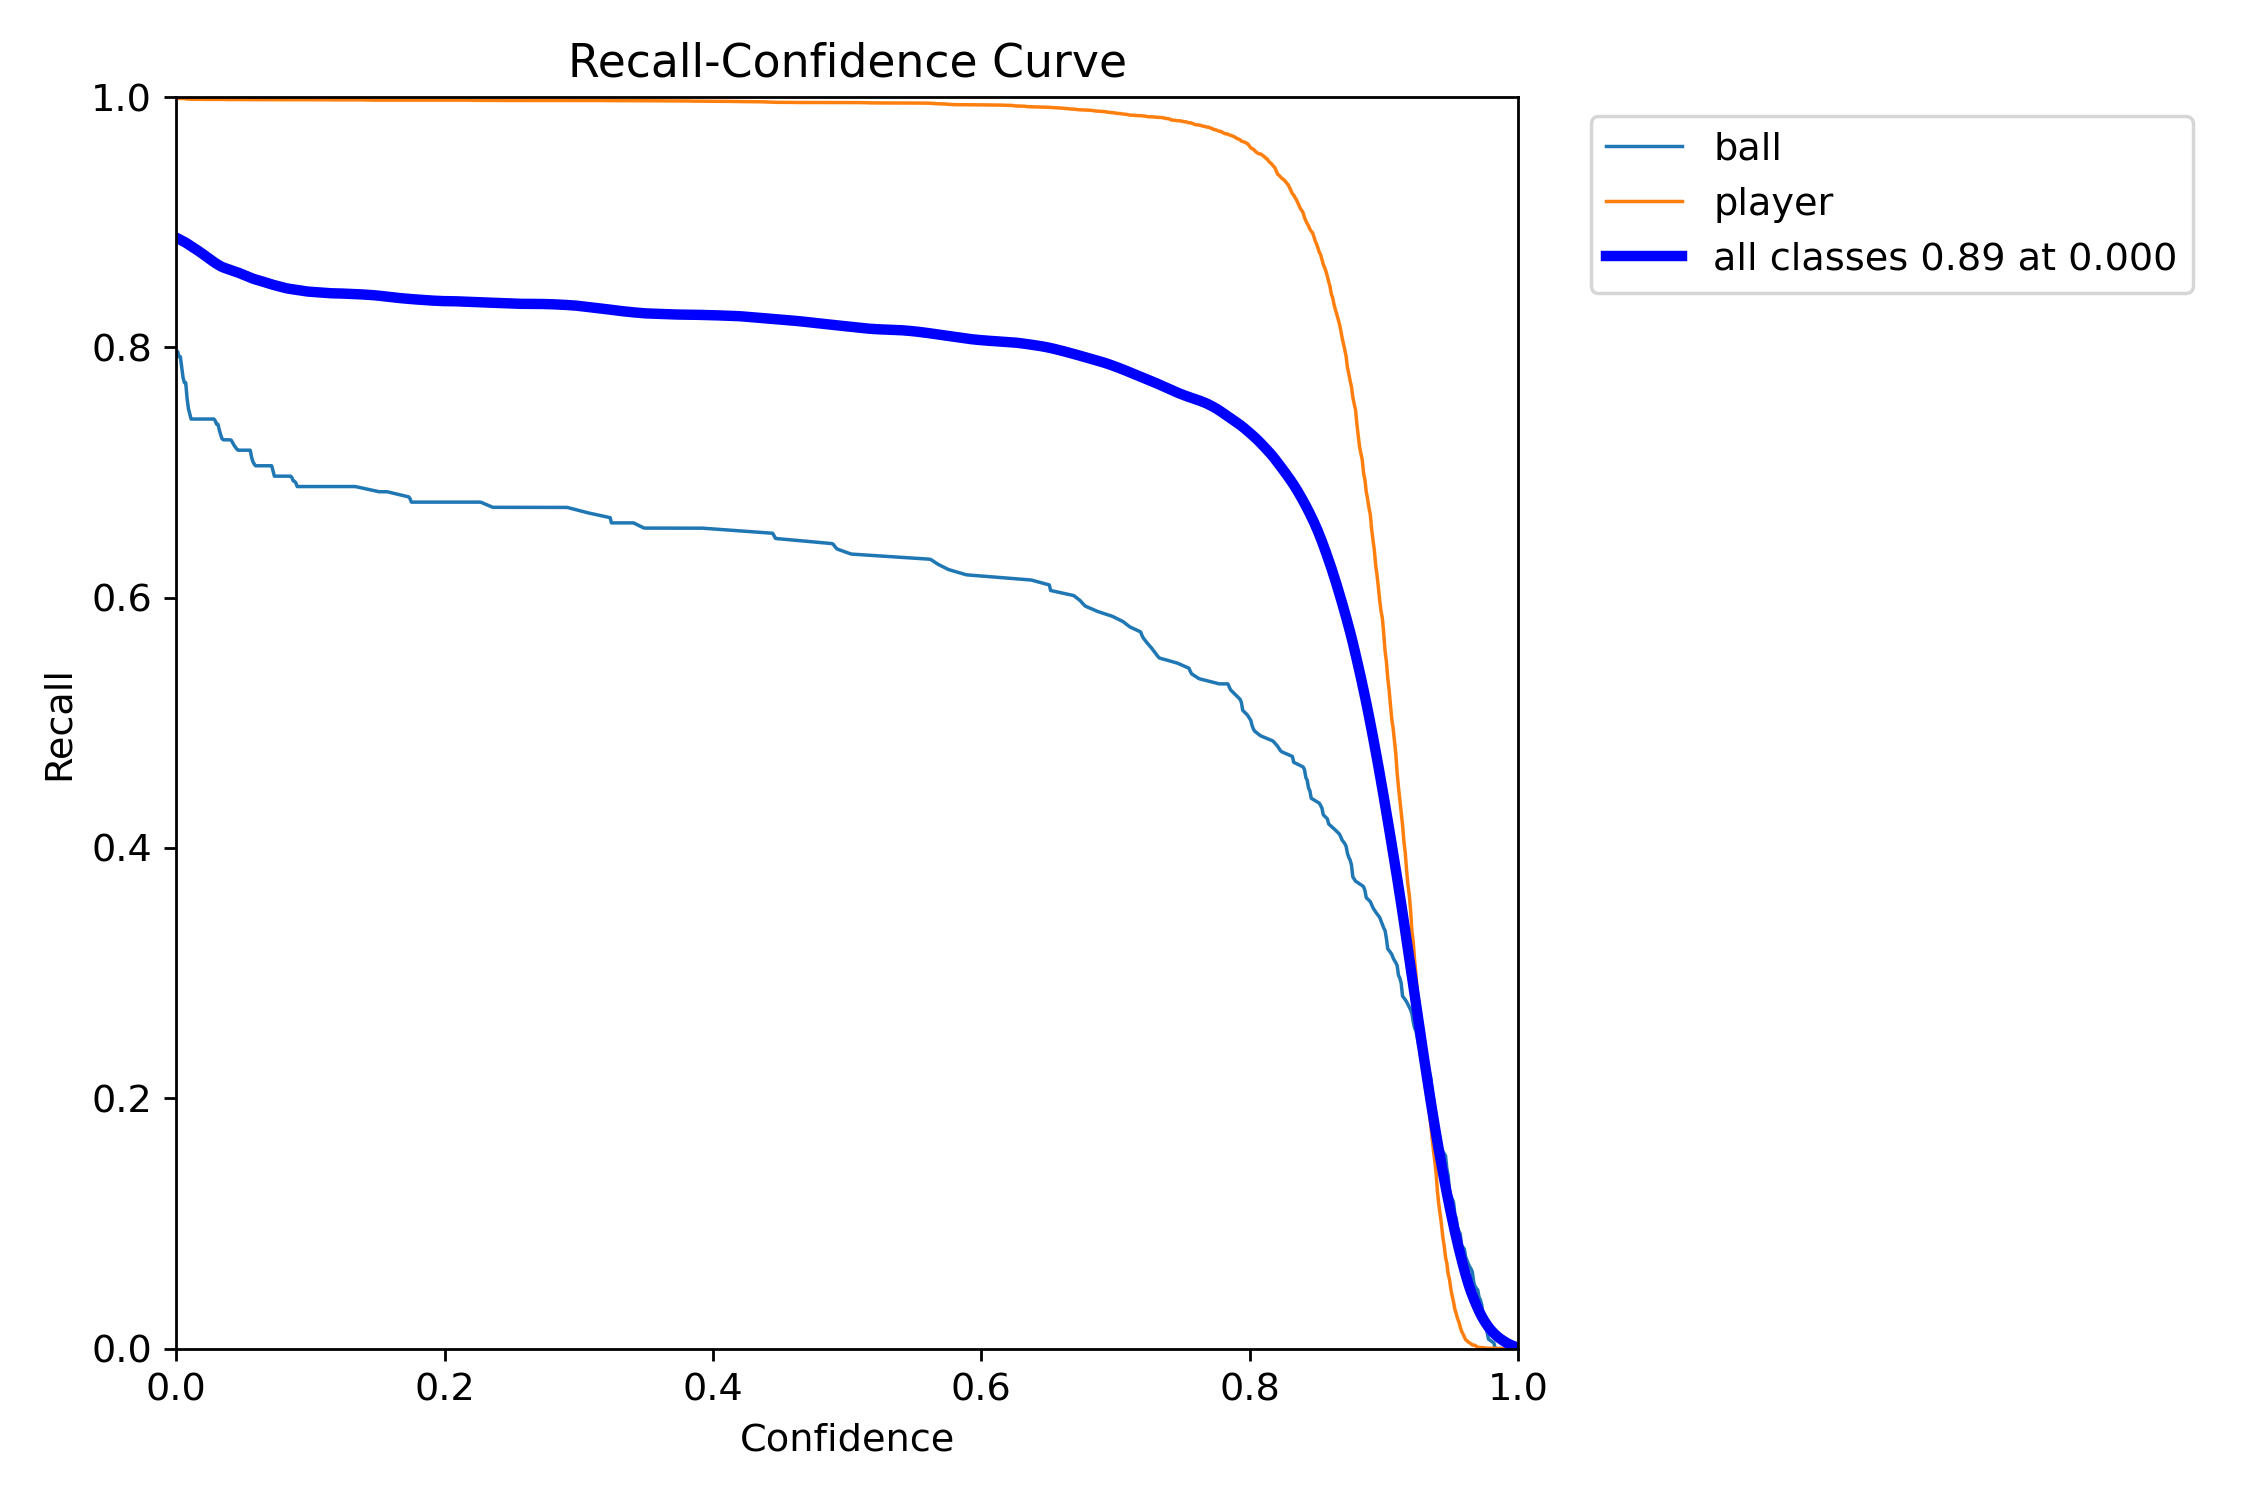 Recall-Confidence Curve
1.0
0.8
0.6
0.4
0.2
0.0
Recall
0.0 0.2 0.4 0.6 0.8 1.0
Confidence
ball
player
all classes 0.89 at 0.000